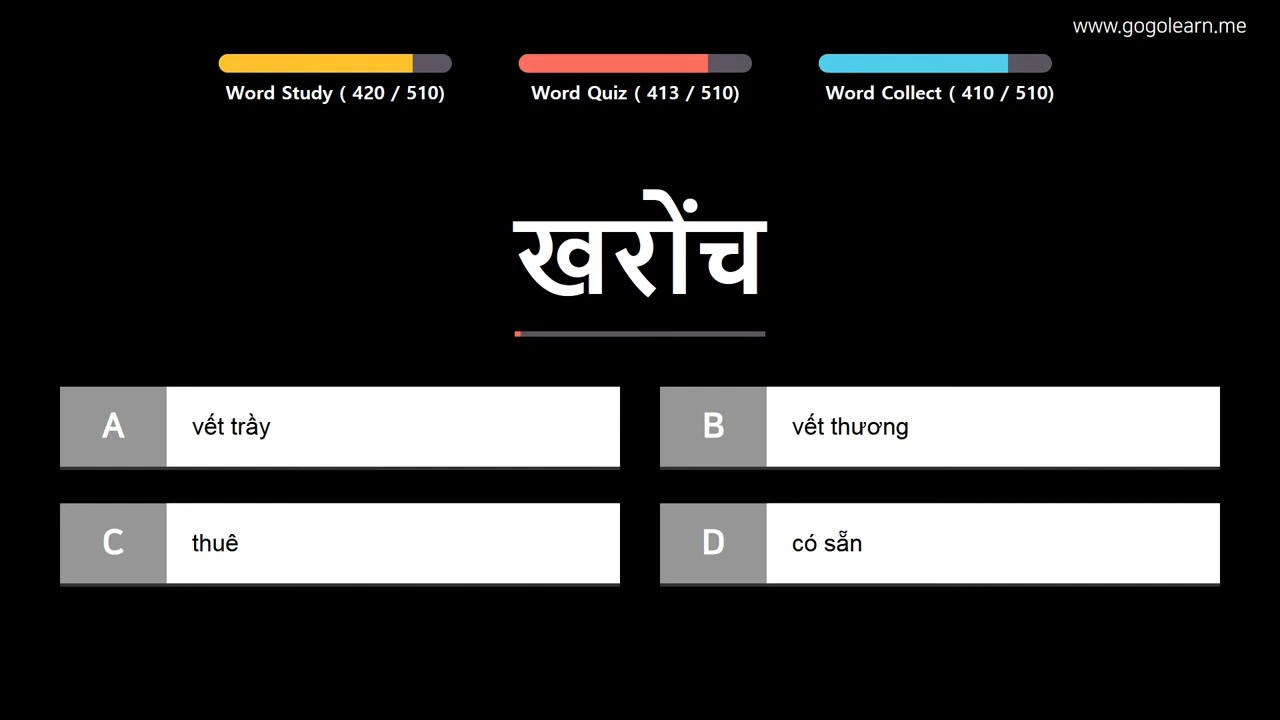 www.gogolearn.me
Word Study ( 420 / 510)
Word Quiz ( 413 / 510)
Word Collect ( 410 / 510)
खरोंच
A
vết trầy
B
vết thương
C
thuê
D
có sẵn